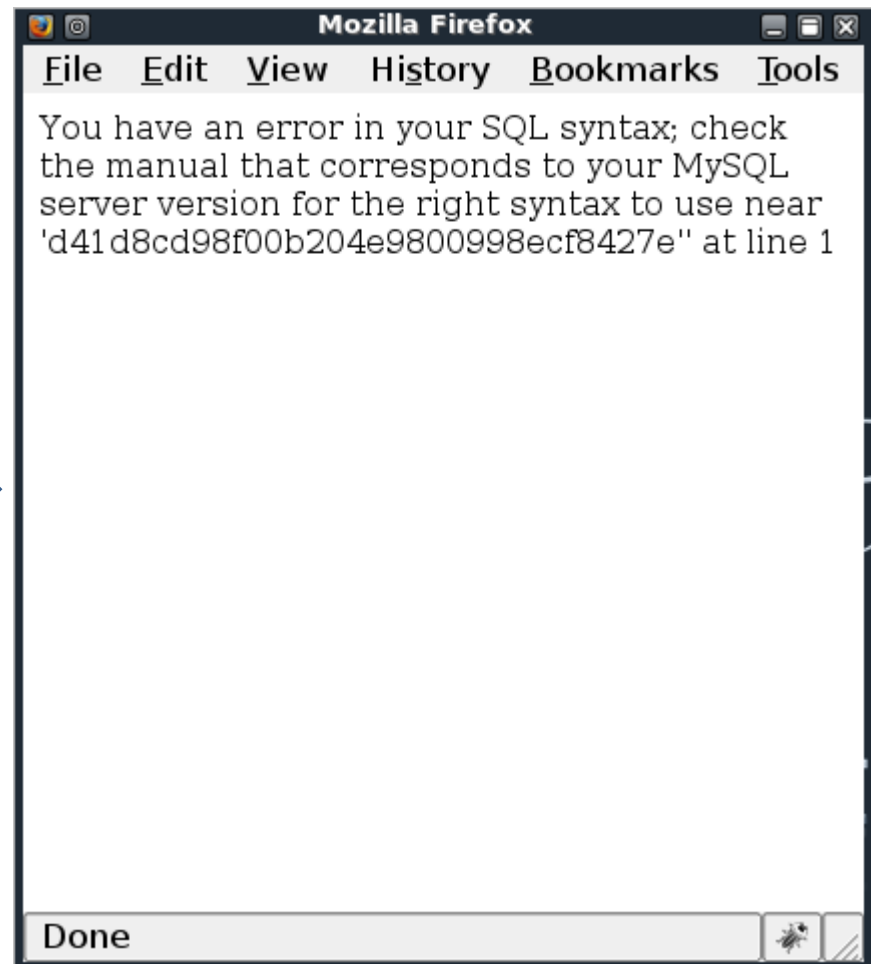 Mozilla Firefox
File Edit View History Bookmarks Tools
You have an error in your SQL syntax; check
the manual that corresponds to your MySQL
server version for the right syntax to use near
'd41d8cd98f00b204e9800998ecf8427e'' at line 1
Done